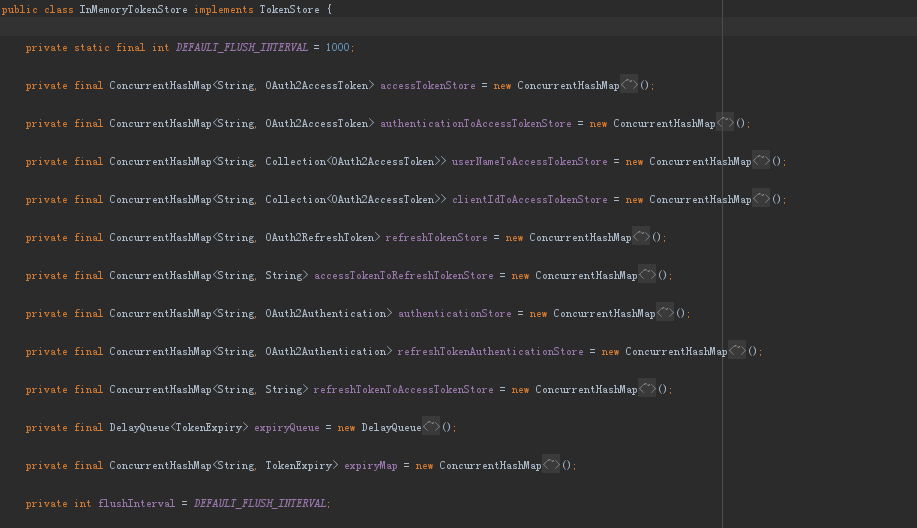 public class InMemoryTokenStore implements TokenStore {
private static final int DEFAULT_FLUSH_INTERVAL = 1000;
private final ConcurrentHashMap<String, OAuth2AccessToken> accessTokenStore = new ConcurrentHashMap<~>();
private final ConcurrentHashMap<String, OAuth2AccessToken> authenticationToAccessTokenStore = new ConcurrentHashMap<~>();
private final ConcurrentHashMap<String, Collection<OAuth2AccessToken>> userNameToAccessTokenStore = new ConcurrentHashMap<~>();
private final ConcurrentHashMap<String, Collection<OAuth2AccessToken>> clientIdToAccessTokenStore = new ConcurrentHashMap<~>();
private final ConcurrentHashMap<String, OAuth2RefreshToken> refreshTokenStore = new ConcurrentHashMap<~>();
private final ConcurrentHashMap<String, String> accessTokenToRefreshTokenStore = new ConcurrentHashMap<~>();
private final ConcurrentHashMap<String, OAuth2Authentication> authenticationStore = new ConcurrentHashMap<~>();
private final ConcurrentHashMap<String, OAuth2Authentication> refreshTokenAuthenticationStore = new ConcurrentHashMap<~>();
private final ConcurrentHashMap<String, String> refreshTokenToAccessTokenStore = new ConcurrentHashMap<~>();
private final DelayQueue<TokenExpiry> expiryQueue = new DelayQueue<~>();
private final ConcurrentHashMap<String, TokenExpiry> expiryMap = new ConcurrentHashMap<~>();
private int flushInterval = DEFAULT_FLUSH_INTERVAL;